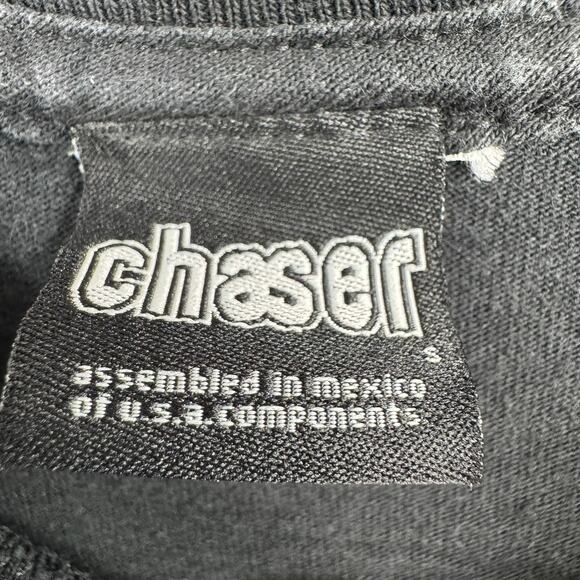 chaser
s
assembled in mexico
of u.s.a. components